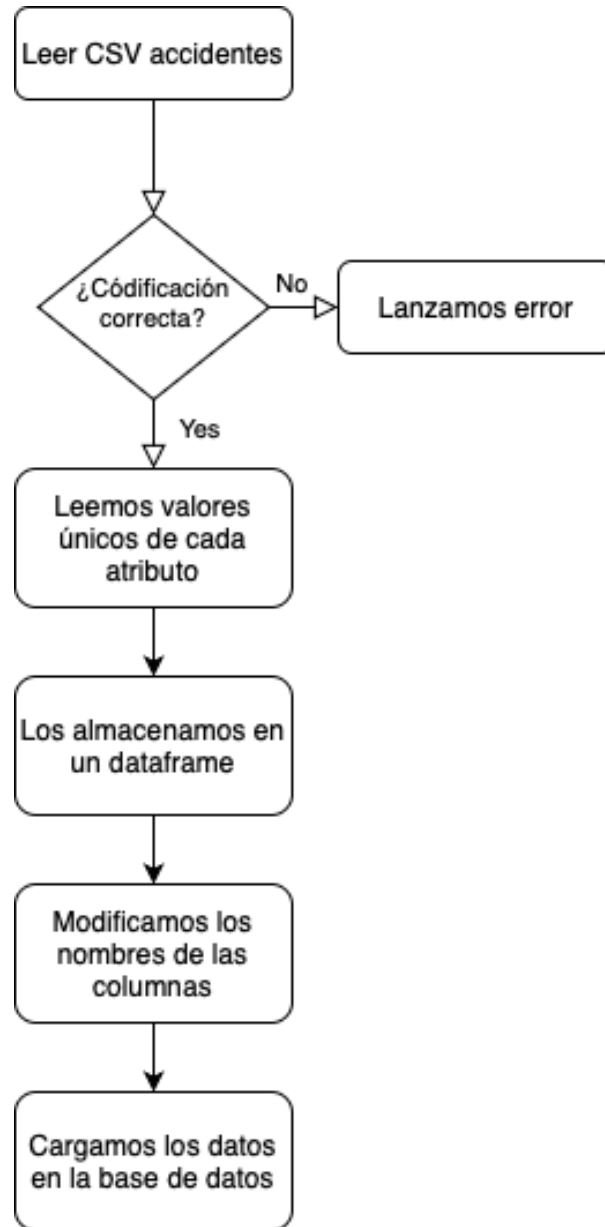 Leer CSV accidentes
¿Códificación
correcta?
No
Lanzamos error
Yes
Leemos valores
únicos de cada
atributo
Los almacenamos en
un dataframe
Modificamos los
nombres de las
columnas
Cargamos los datos
en la base de datos